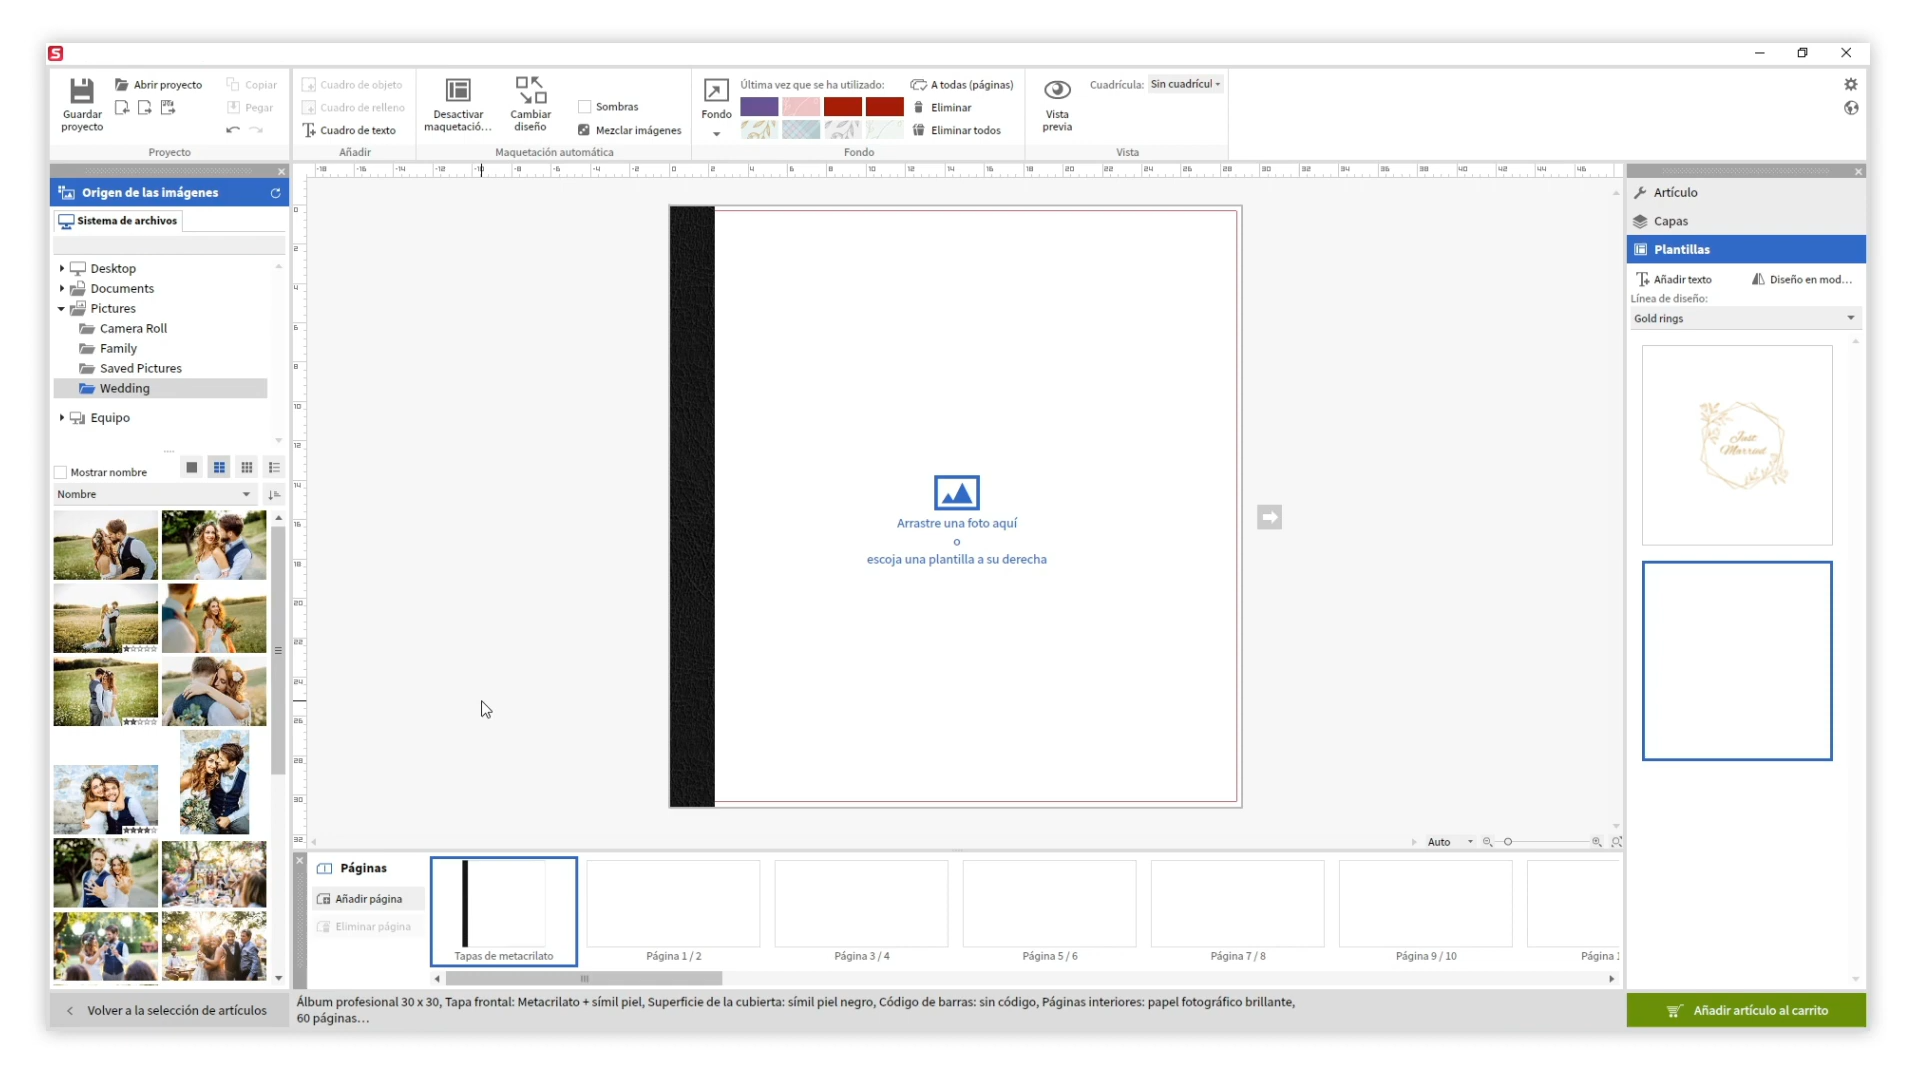 S
Guardar
proyecto
Abrir proyecto
Copiar
Pegar
Proyecto
Cuadro de objeto
Cuadro de relleno
Cuadro de texto
Añadir
Desactivar
maquetació...
Cambiar
diseño
Sombras
Mezclar imágenes
Maquetación automática
Fondo
Última vez que se ha utilizado:
A todas (páginas)
Eliminar
Eliminar todos
Fondo
Vista
previa
Cuadrícula:
Sin cuadrícul
Vista
Origen de las imágenes
Sistema de archivos
Desktop
Documents
Pictures
Camera Roll
Family
Saved Pictures
Wedding
Equipo
Mostrar nombre
Nombre
Arrastre una foto aquí
o
escoja una plantilla a su derecha
Artículo
Capas
Plantillas
Añadir texto
Diseño en mod...
Línea de diseño:
Gold rings
Just
Married
Auto
Páginas
Añadir página
Eliminar página
Tapas de metacrilato
Página 1 / 2
Página 3 / 4
Página 5 / 6
Página 7 / 8
Página 9 / 10
Página 1
Volver a la selección de artículos
Álbum profesional 30 x 30, Tapa frontal: Metacrilato + símil piel, Superficie de la cubierta: símil piel negro, Código de barras: sin código, Páginas interiores: papel fotográfico brillante,
60 páginas...
Añadir artículo al carrito